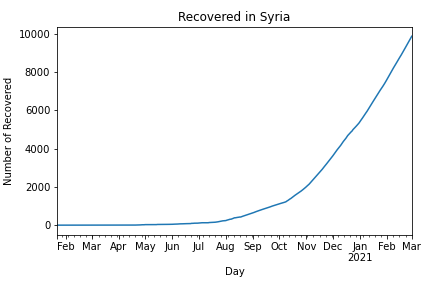 Recovered in Syria
10000
8000
6000
4000
2000
0
Number of Recovered
Feb Mar Apr May Jun Jul Aug Sep Oct Nov Dec Jan Feb Mar
2021
Day